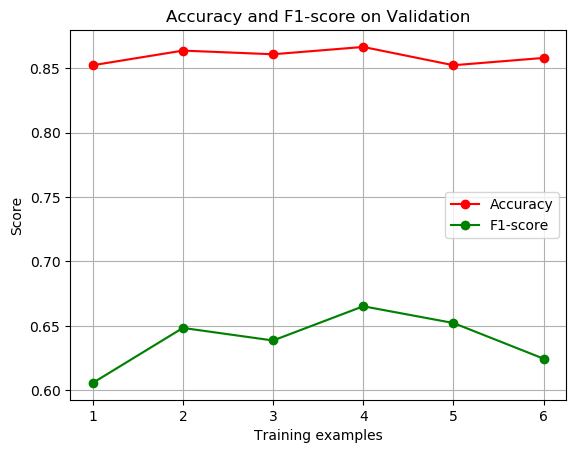 Accuracy and F1-score on Validation
0.85
0.80
0.75
0.70
0.65
0.60
Score
Accuracy
F1-score
1 2 3 4 5 6
Training examples